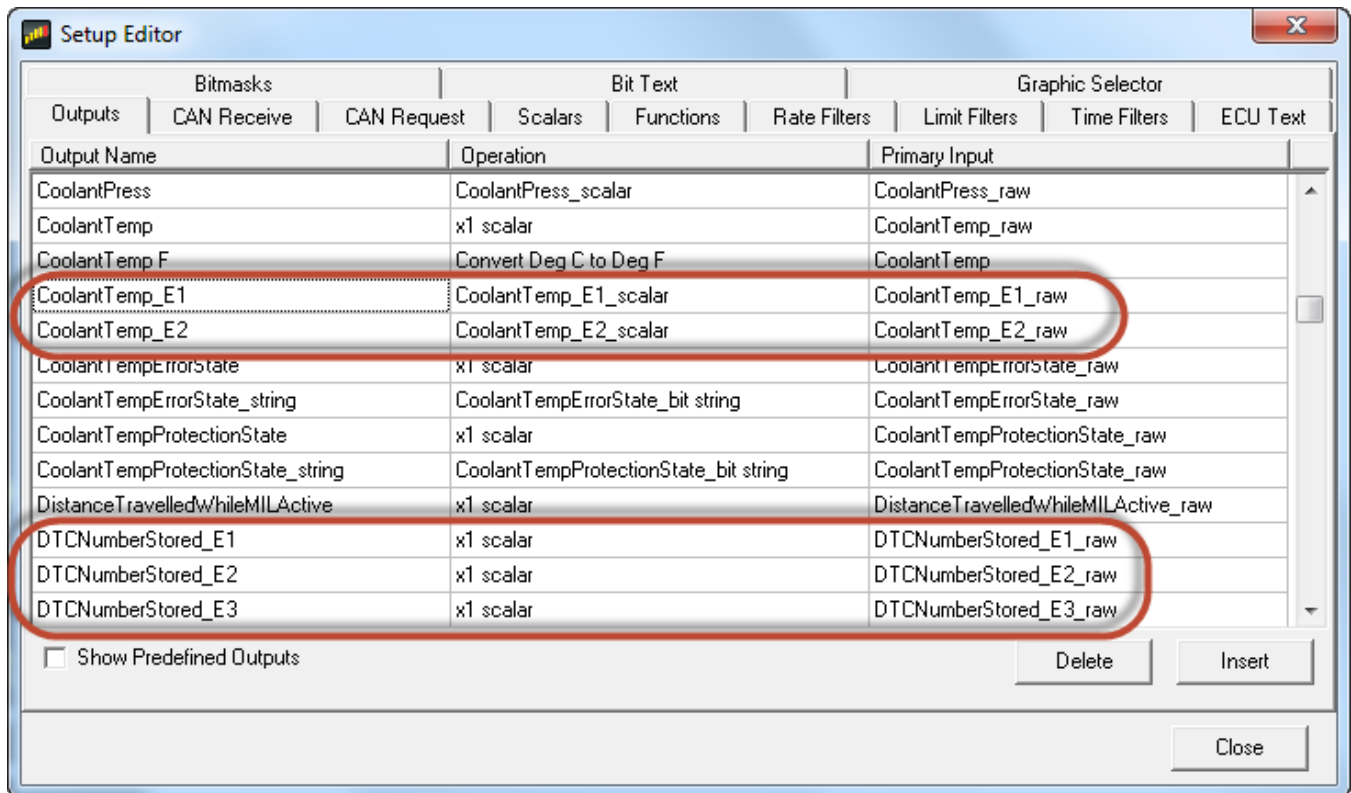 Setup Editor
Bitmasks Bit Text Graphic Selector
Outputs CAN Receive CAN Request Scalars Functions Rate Filters Limit Filters Time Filters ECU Text
Output Name Operation Primary Input
CoolantPress CoolantPress_scalar CoolantPress_raw
CoolantTemp x1 scalar CoolantTemp_raw
CoolantTemp F Convert Deg C to Deg F CoolantTemp
CoolantTemp_E1 CoolantTemp_E1_scalar CoolantTemp_E1_raw
CoolantTemp_E2 CoolantTemp_E2_scalar CoolantTemp_E2_raw
CoolantTempErrorState x1 scalar CoolantTempErrorState_raw
CoolantTempErrorState_string CoolantTempErrorState_bit string CoolantTempErrorState_raw
CoolantTempProtectionState x1 scalar CoolantTempProtectionState_raw
CoolantTempProtectionState_string CoolantTempProtectionState_bit string CoolantTempProtectionState_raw
DistanceTravelledWhileMILActive x1 scalar DistanceTravelledWhileMILActive_raw
DTCNumberStored_E1 x1 scalar DTCNumberStored_E1_raw
DTCNumberStored_E2 x1 scalar DTCNumberStored_E2_raw
DTCNumberStored_E3 x1 scalar DTCNumberStored_E3_raw
Show Predefined Outputs Delete Insert
Close